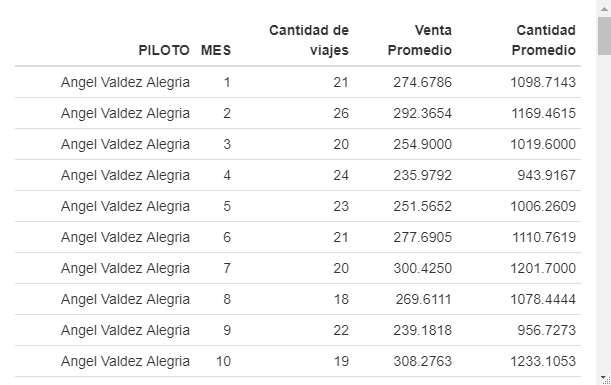 PILOTO MES Cantidad de viajes Venta Promedio Cantidad Promedio
Angel Valdez Alegria 1 21 274.6786 1098.7143
Angel Valdez Alegria 2 26 292.3654 1169.4615
Angel Valdez Alegria 3 20 254.9000 1019.6000
Angel Valdez Alegria 4 24 235.9792 943.9167
Angel Valdez Alegria 5 23 251.5652 1006.2609
Angel Valdez Alegria 6 21 277.6905 1110.7619
Angel Valdez Alegria 7 20 300.4250 1201.7000
Angel Valdez Alegria 8 18 269.6111 1078.4444
Angel Valdez Alegria 9 22 239.1818 956.7273
Angel Valdez Alegria 10 19 308.2763 1233.1053